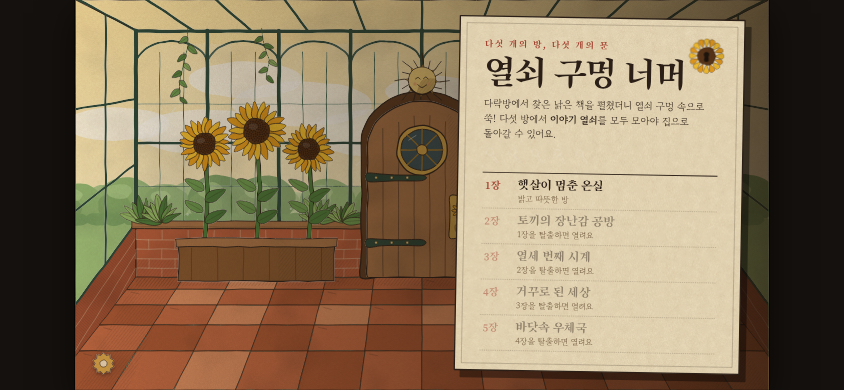 다섯 개의 방, 다섯 개의 문
열쇠 구멍 너머
다락방에서 찾은 낡은 책을 펼쳤더니 열쇠 구멍 속으로
쏙! 다섯 방에서 이야기 열쇠를 모두 모아야 집으로
돌아갈 수 있어요.
1장 햇살이 멈춘 온실
밝고 따뜻한 방
2장 토끼의 장난감 공방
1장을 탈출하면 열려요
3장 열세 번째 시계
2장을 탈출하면 열려요
4장 거꾸로 된 세상
3장을 탈출하면 열려요
5장 바닷속 우체국
4장을 탈출하면 열려요